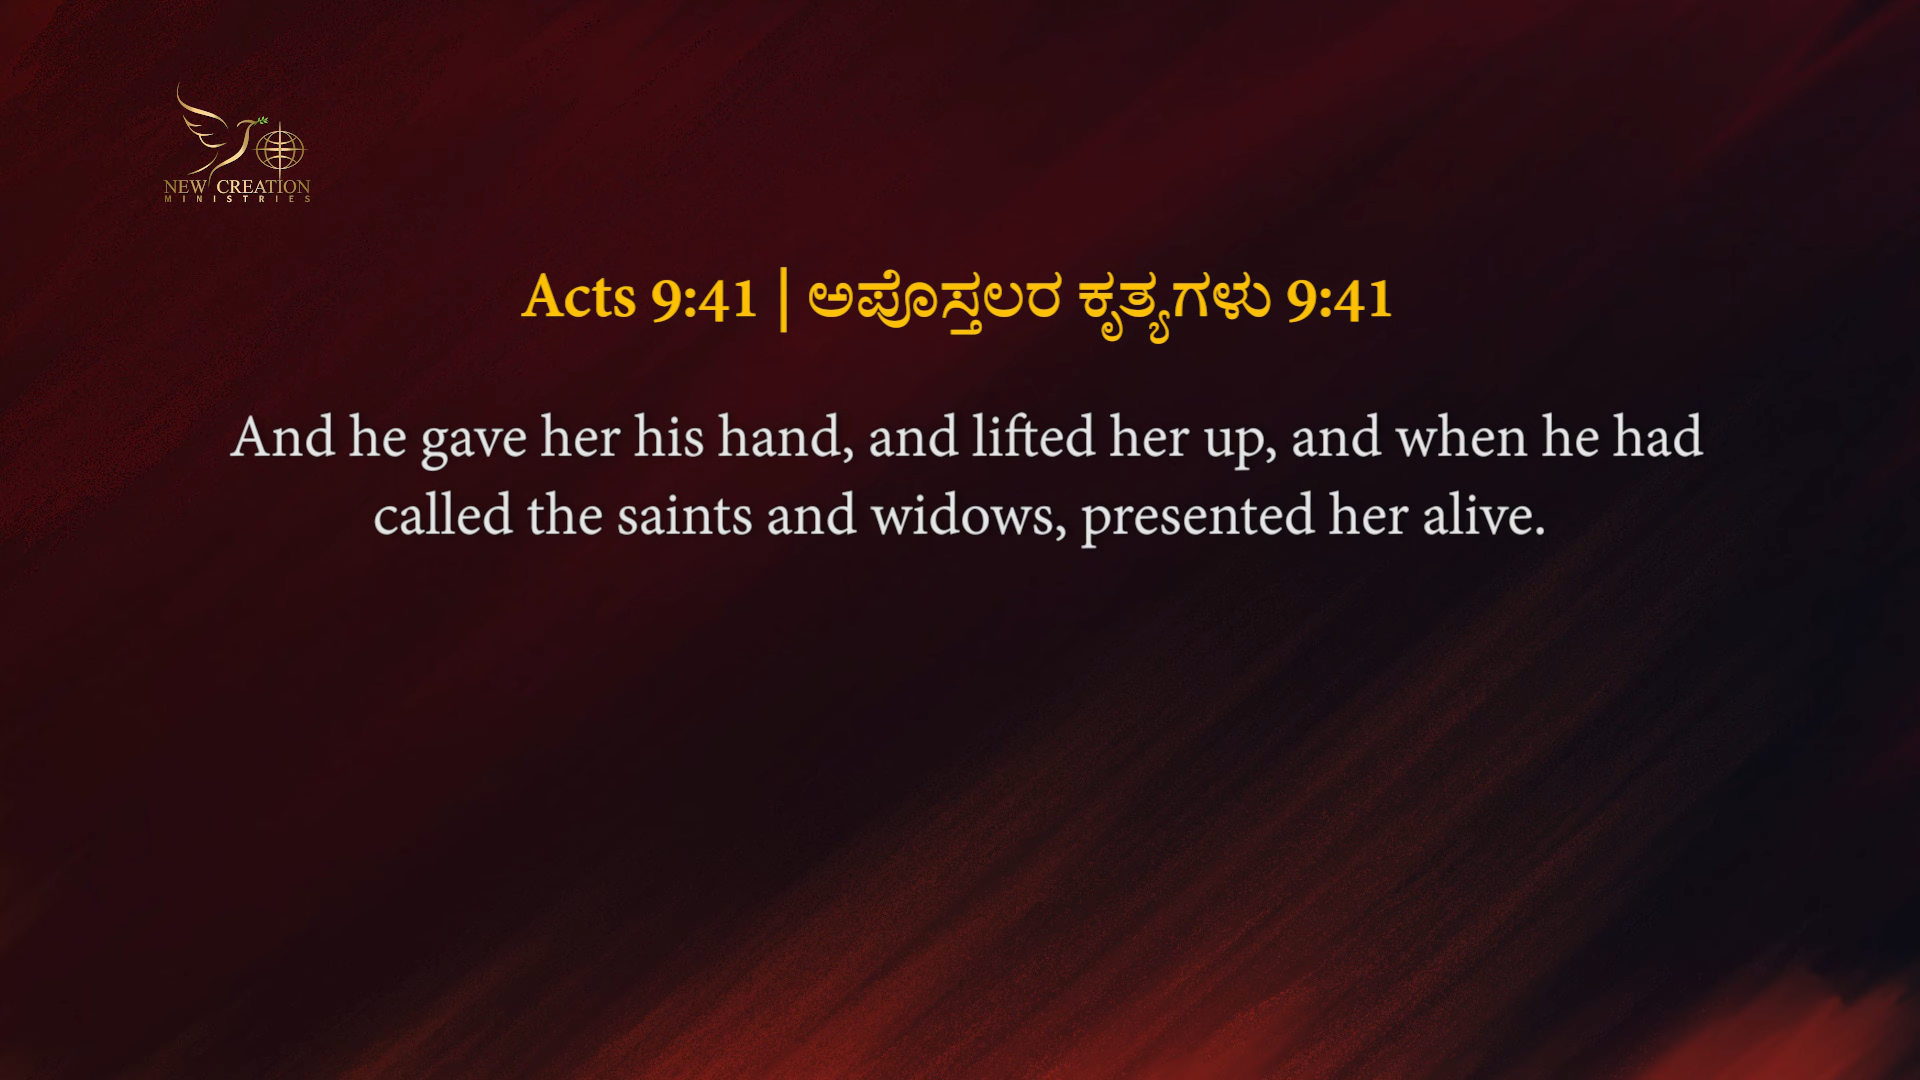 NEW CREATION
MINISTRIES
Acts 9:41 | ಅಪೊಸ್ತಲರ ಕೃತ್ಯಗಳು 9:41
And he gave her his hand, and lifted her up, and when he had
called the saints and widows, presented her alive.